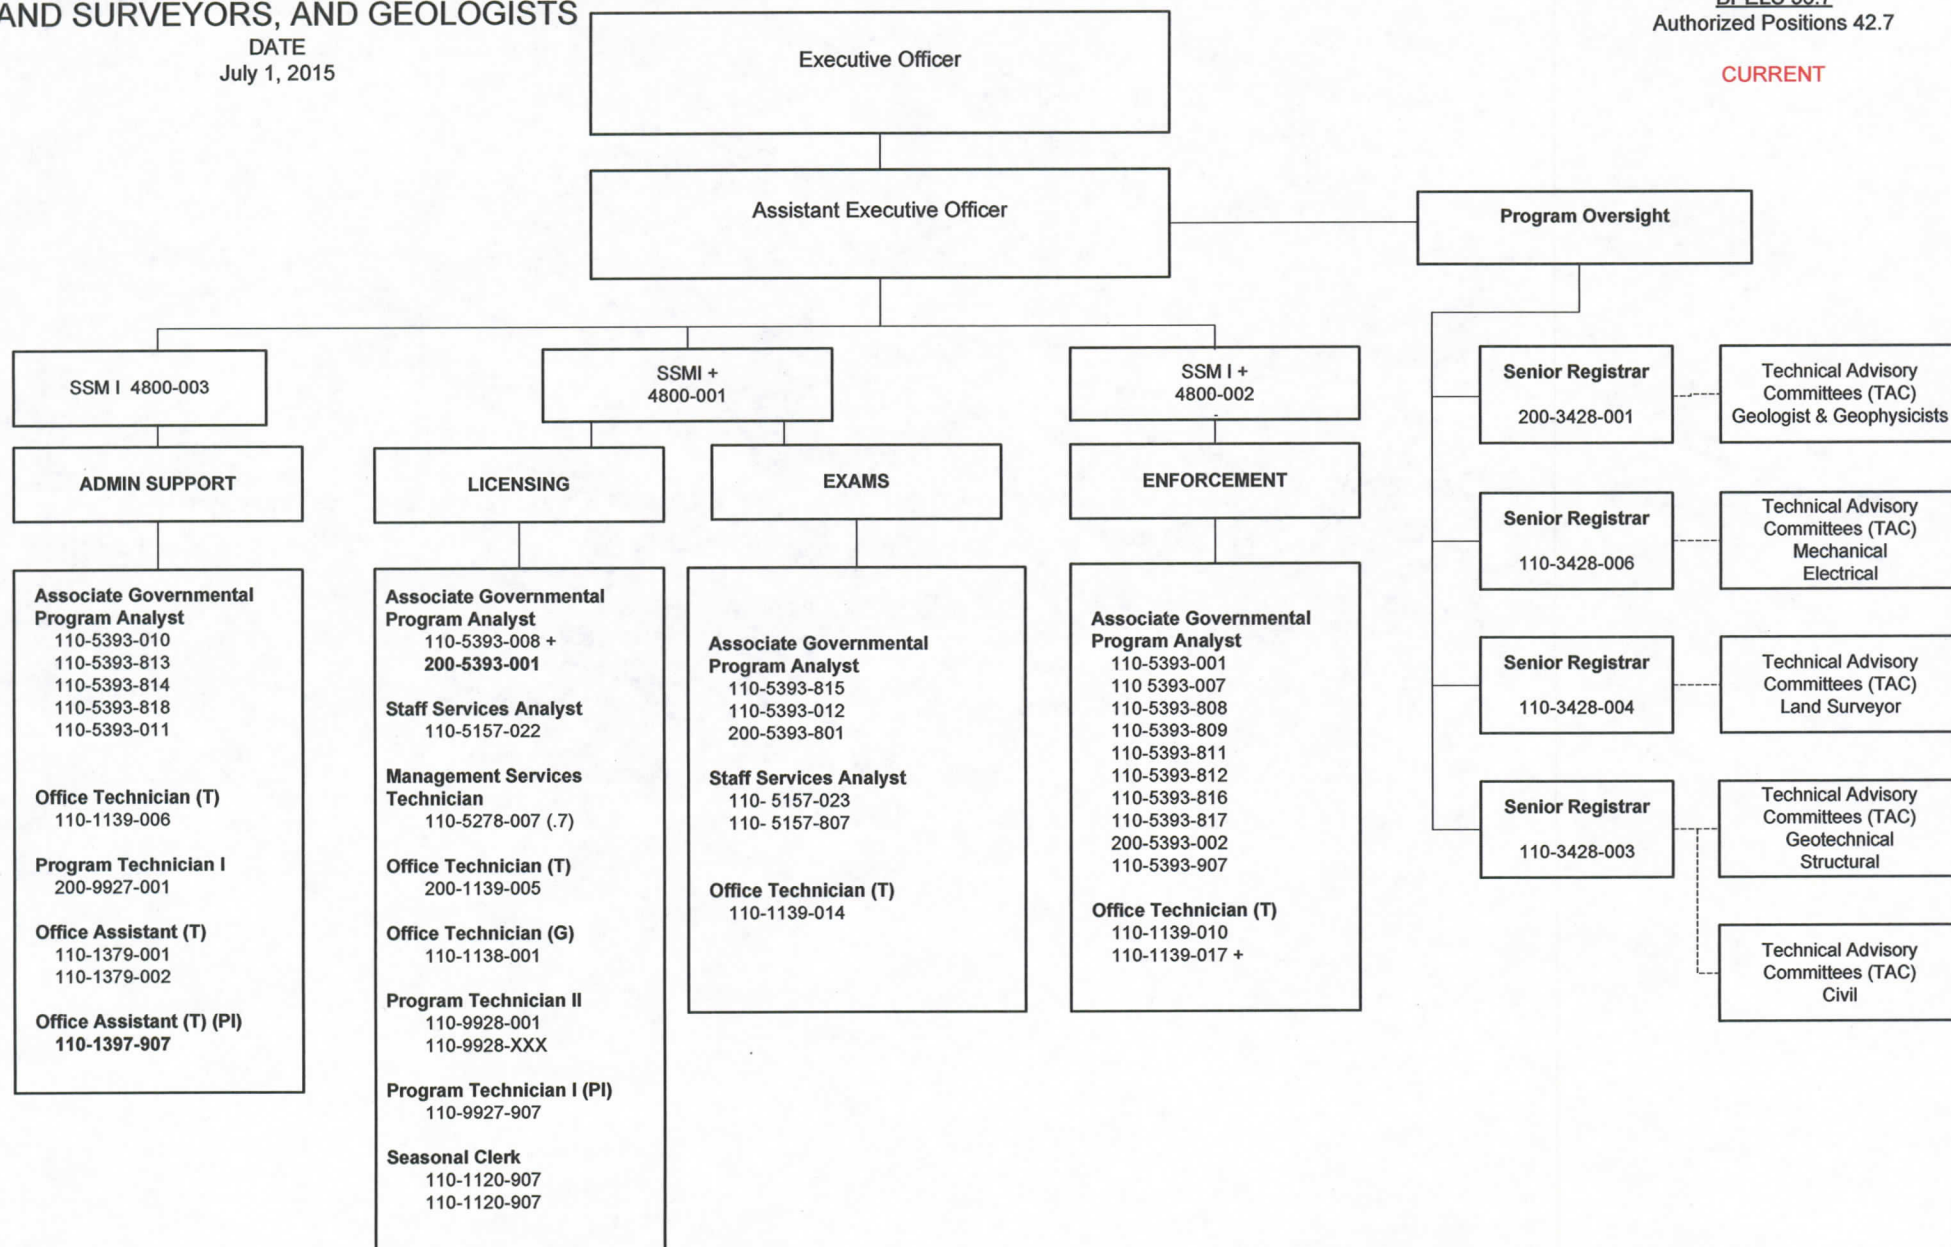 AND SURVEYORS, AND GEOLOGISTS
DATE
July 1, 2015
Authorized Positions 42.7
CURRENT
Executive Officer
Assistant Executive Officer
Program Oversight
SSM I 4800-003
SSMI +
4800-001
SSM I +
4800-002
ADMIN SUPPORT
LICENSING
EXAMS
ENFORCEMENT
Associate Governmental
Program Analyst
110-5393-010
110-5393-813
110-5393-814
110-5393-818
110-5393-011
Office Technician (T)
110-1139-006
Program Technician I
200-9927-001
Office Assistant (T)
110-1379-001
110-1379-002
Office Assistant (T) (PI)
110-1397-907
Associate Governmental
Program Analyst
110-5393-008 +
200-5393-001
Staff Services Analyst
110-5157-022
Management Services
Technician
110-5278-007 (.7)
Office Technician (T)
200-1139-005
Office Technician (G)
110-1138-001
Program Technician II
110-9928-001
110-9928-XXX
Program Technician I (PI)
110-9927-907
Seasonal Clerk
110-1120-907
110-1120-907
Associate Governmental
Program Analyst
110-5393-815
110-5393-012
200-5393-801
Staff Services Analyst
110- 5157-023
110- 5157-807
Office Technician (T)
110-1139-014
Associate Governmental
Program Analyst
110-5393-001
110 5393-007
110-5393-808
110-5393-809
110-5393-811
110-5393-812
110-5393-816
110-5393-817
200-5393-002
110-5393-907
Office Technician (T)
110-1139-010
110-1139-017 +
Senior Registrar
200-3428-001
Technical Advisory
Committees (TAC)
Geologist & Geophysicists
Senior Registrar
110-3428-006
Technical Advisory
Committees (TAC)
Mechanical
Electrical
Senior Registrar
110-3428-004
Technical Advisory
Committees (TAC)
Land Surveyor
Senior Registrar
110-3428-003
Technical Advisory
Committees (TAC)
Geotechnical
Structural
Technical Advisory
Committees (TAC)
Civil